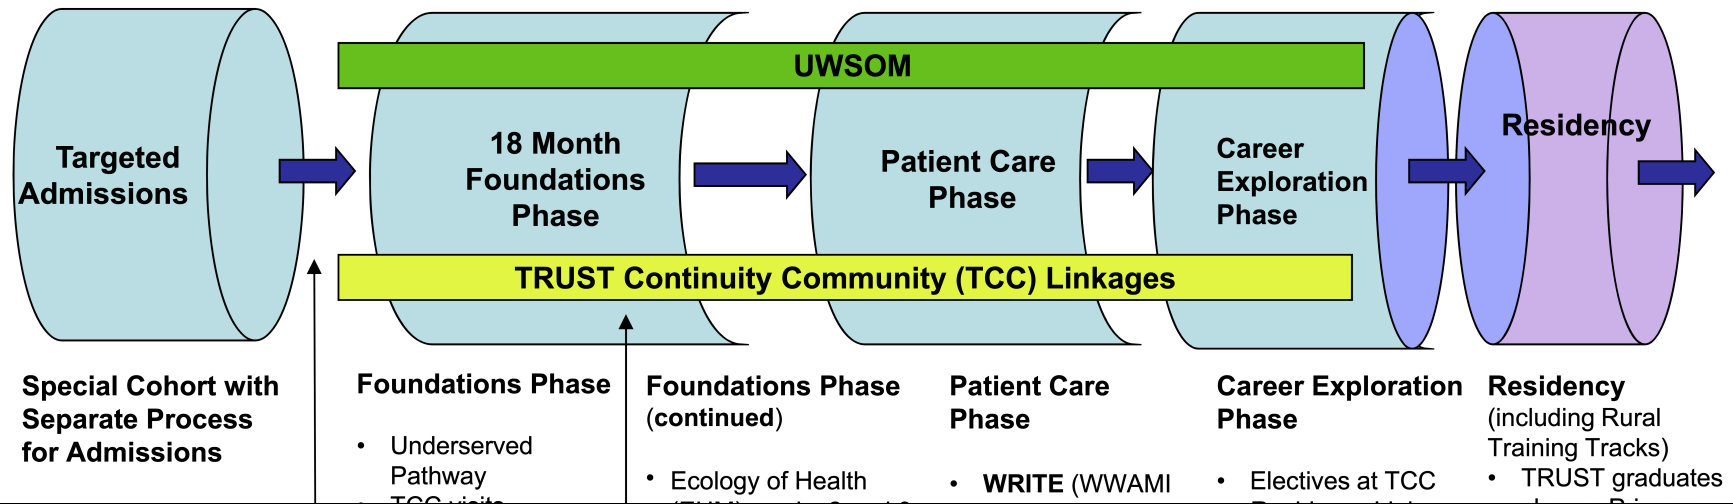 UWSOM
Targeted
Admissions
18 Month
Foundations
Phase
Patient Care
Phase
Career
Exploration
Phase
Residency
TRUST Continuity Community (TCC) Linkages
Special Cohort with
Separate Process
for Admissions
Foundations Phase
• Underserved
Pathway
TCC visits
Foundations Phase
(continued)
• Ecology of Health
Patient Care
Phase
• WRITE (WWAMI
Career Exploration
Phase
• Electives at TCC
Residency
(including Rural
Training Tracks)
• TRUST graduates